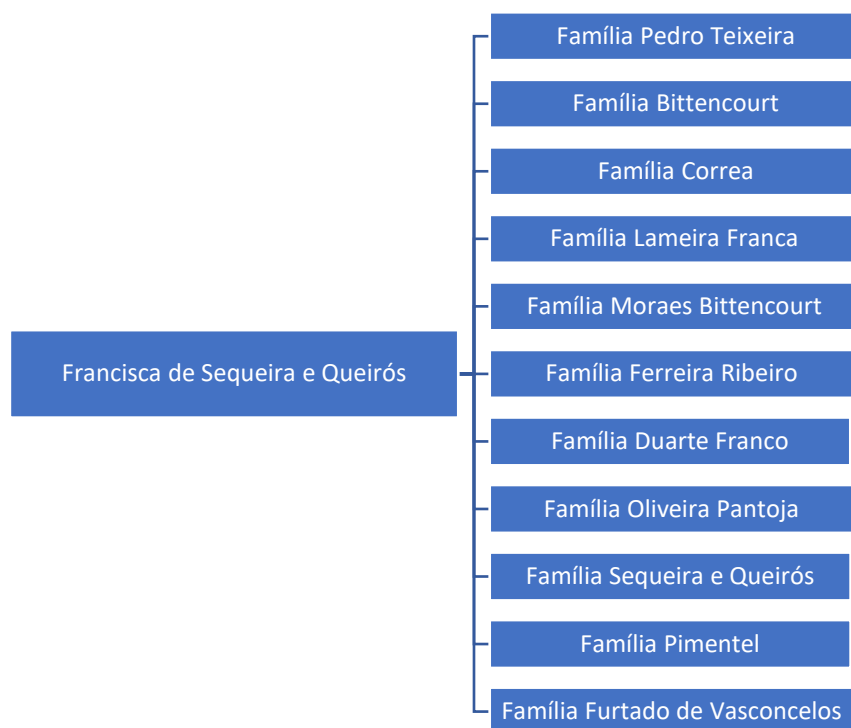 Família Pedro Teixeira
Família Bittencourt
Família Correa
Família Lameira Franca
Família Moraes Bittencourt
Francisca de Sequeira e Queirós
Família Ferreira Ribeiro
Família Duarte Franco
Família Oliveira Pantoja
Família Sequeira e Queirós
Família Pimentel
Família Furtado de Vasconcelos